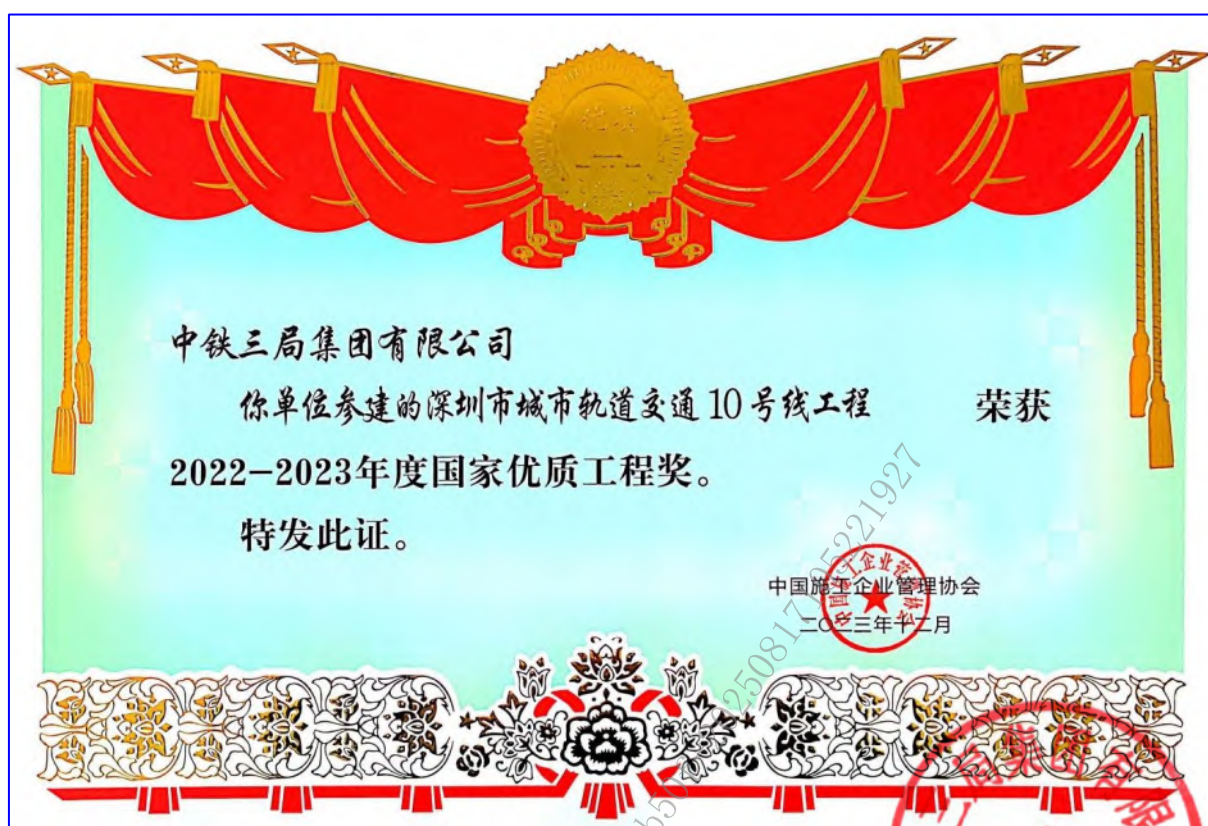 中铁三局集团有限公司
你单位参建的深圳市城市轨道交通10号线工程 荣获
2022-2023年度国家优质工程奖。
特发此证。
中国施工企业管理协会
二〇二三年十二月